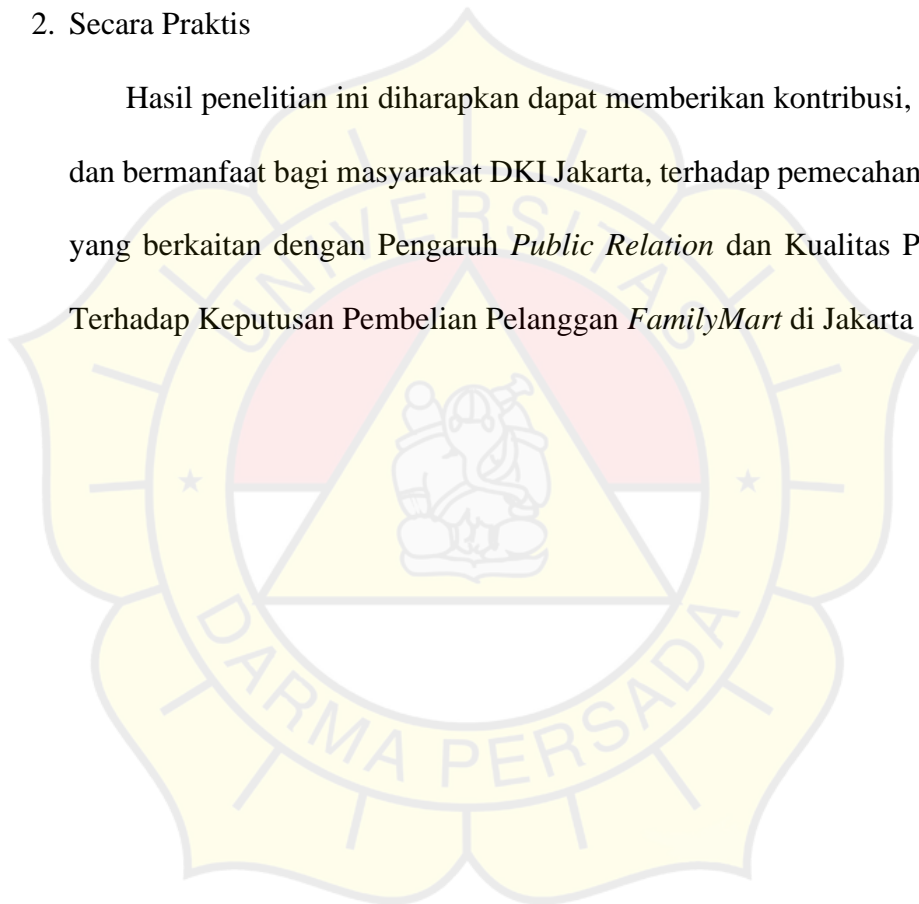 2. Secara Praktis
Hasil penelitian ini diharapkan dapat memberikan kontribusi,
dan bermanfaat bagi masyarakat DKI Jakarta, terhadap pemecahan
yang berkaitan dengan Pengaruh Public Relation dan Kualitas P
Terhadap Keputusan Pembelian Pelanggan FamilyMart di Jakarta
UNIVERSITAS
DARMA PERSADA